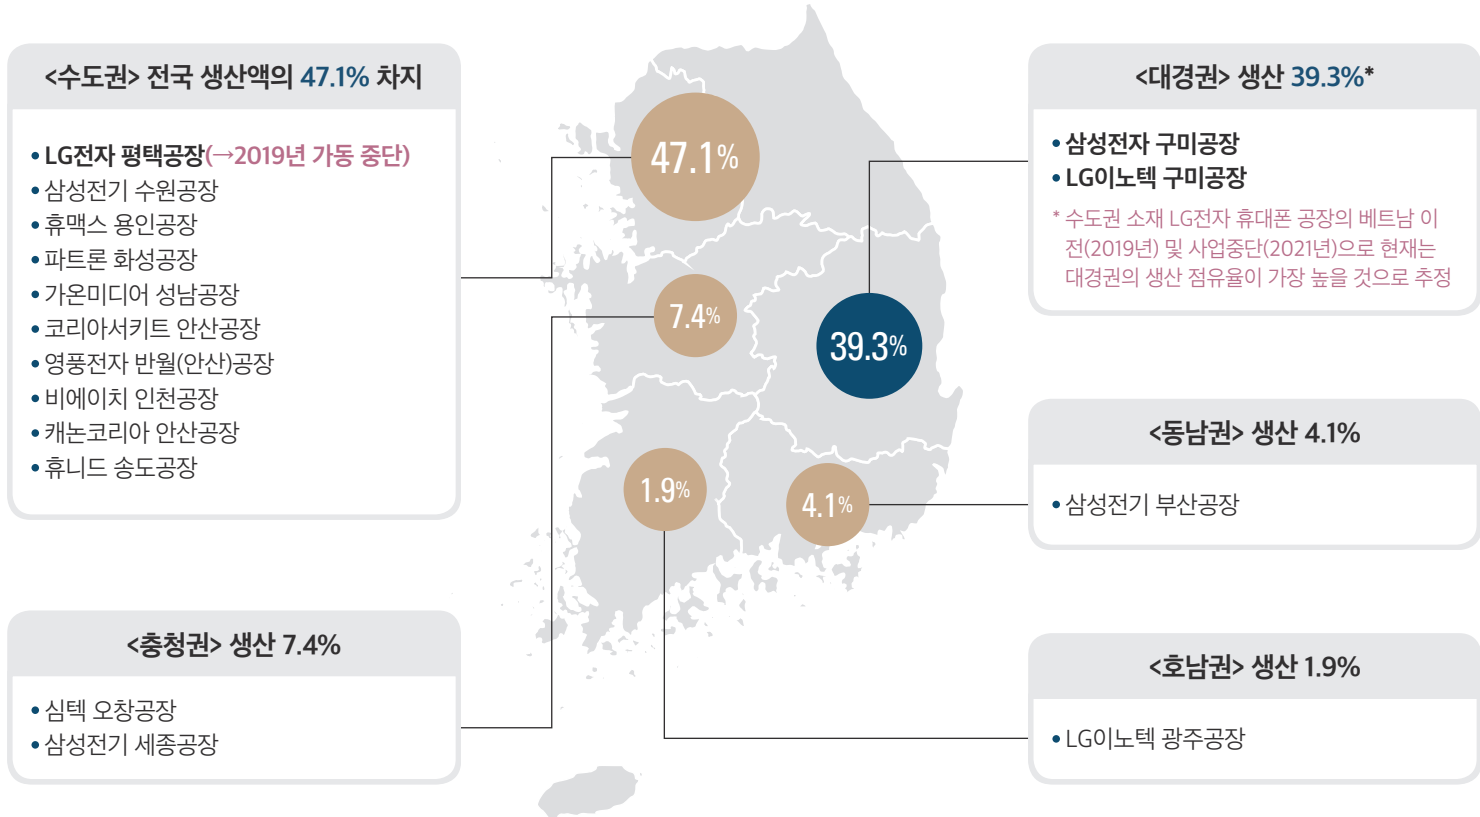 <수도권> 전국 생산액의 47.1% 차지
• LG전자 평택공장(→2019년 가동 중단)
• 삼성전기 수원공장
• 휴맥스 용인공장
• 파트론 화성공장
• 가온미디어 성남공장
• 코리아서키트 안산공장
• 영풍전자 반월(안산)공장
• 비에이치 인천공장
• 캐논코리아 안산공장
• 휴니드 송도공장
<충청권> 생산 7.4%
• 심텍 오창공장
• 삼성전기 세종공장
47.1%
7.4%
39.3%
1.9%
4.1%
<대경권> 생산 39.3%*
• 삼성전자 구미공장
• LG이노텍 구미공장
* 수도권 소재 LG전자 휴대폰 공장의 베트남 이
전(2019년) 및 사업중단(2021년)으로 현재는
대경권의 생산 점유율이 가장 높을 것으로 추정
<동남권> 생산 4.1%
• 삼성전기 부산공장
<호남권> 생산 1.9%
• LG이노텍 광주공장